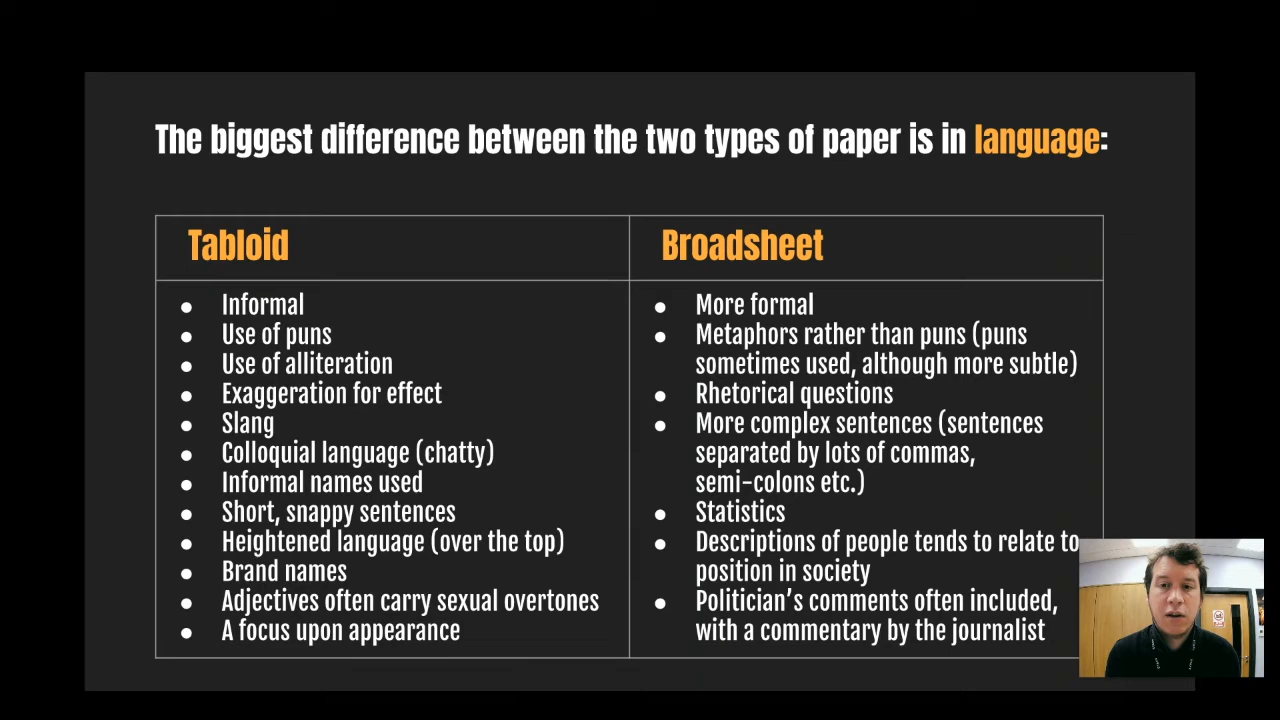 The biggest difference between the two types of paper is in language:
Tabloid
● Informal
● Use of puns
● Use of alliteration
● Exaggeration for effect
● Slang
● Colloquial language (chatty)
● Informal names used
● Short, snappy sentences
● Heightened language (over the top)
● Brand names
● Adjectives often carry sexual overtones
● A focus upon appearance
Broadsheet
● More formal
● Metaphors rather than puns (puns
sometimes used, although more subtle)
● Rhetorical questions
● More complex sentences (sentences
separated by lots of commas,
semi-colons etc.)
● Statistics
● Descriptions of people tends to relate to
position in society
● Politician’s comments often included,
with a commentary by the journalist